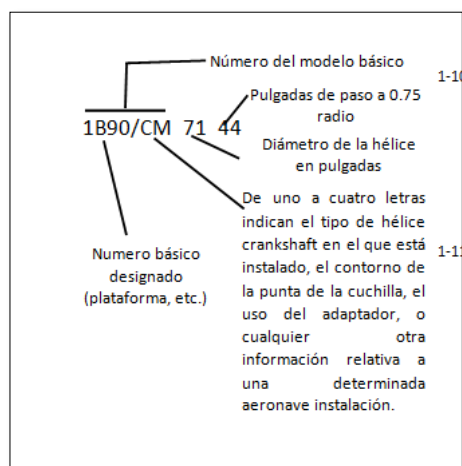 Número del modelo básico
1-10
Pulgadas de paso a 0.75
radio
1B90/CM 71 44
Diámetro de la hélice
en pulgadas
De uno a cuatro letras
indican el tipo de hélice
crankshaft en el que está
instalado, el contorno de
la punta de la cuchilla, el
uso del adaptador, o
cualquier otra
información relativa a
una determinada
aeronave instalación.
1-11
Numero básico
designado
(plataforma, etc.)